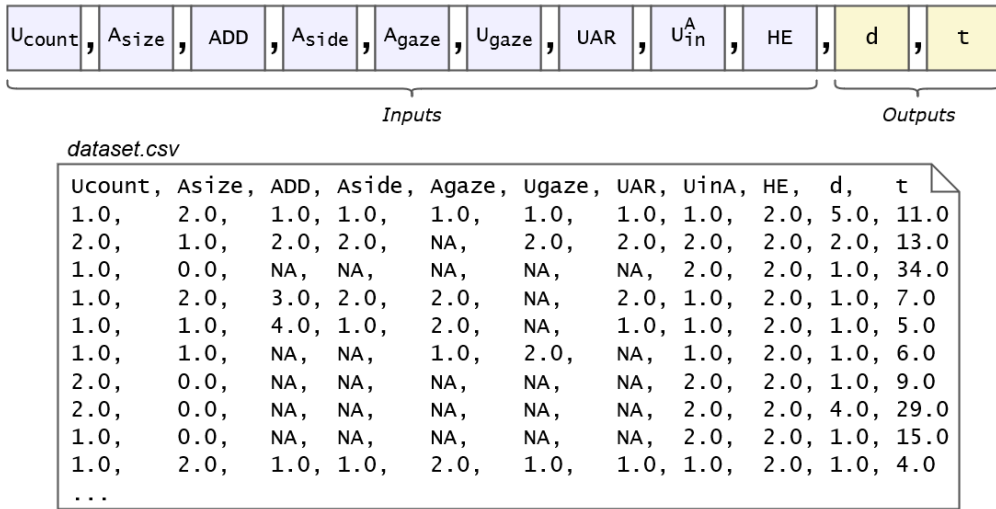 Ucount, Asize, ADD, Aside, Agaze, Ugaze, UAR, UinA, HE, d, t
Inputs Outputs
dataset.csv
Ucount, Asize, ADD, Aside, Agaze, Ugaze, UAR, UinA, HE, d, t
1.0, 2.0, 1.0, 1.0, 1.0, 1.0, 1.0, 1.0, 2.0, 5.0, 11.0
2.0, 1.0, 2.0, 2.0, NA, 2.0, 2.0, 2.0, 2.0, 2.0, 13.0
1.0, 0.0, NA, NA, NA, NA, NA, 2.0, 2.0, 1.0, 34.0
1.0, 2.0, 3.0, 2.0, 2.0, NA, 2.0, 1.0, 2.0, 1.0, 7.0
1.0, 1.0, 4.0, 1.0, 2.0, NA, 1.0, 1.0, 2.0, 1.0, 5.0
1.0, 1.0, NA, NA, 1.0, 2.0, NA, 1.0, 2.0, 1.0, 6.0
2.0, 0.0, NA, NA, NA, NA, NA, 2.0, 2.0, 1.0, 9.0
2.0, 0.0, NA, NA, NA, NA, NA, 2.0, 2.0, 4.0, 29.0
1.0, 0.0, NA, NA, NA, NA, NA, 2.0, 2.0, 1.0, 15.0
1.0, 2.0, 1.0, 1.0, 2.0, 1.0, 1.0, 1.0, 2.0, 1.0, 4.0
...